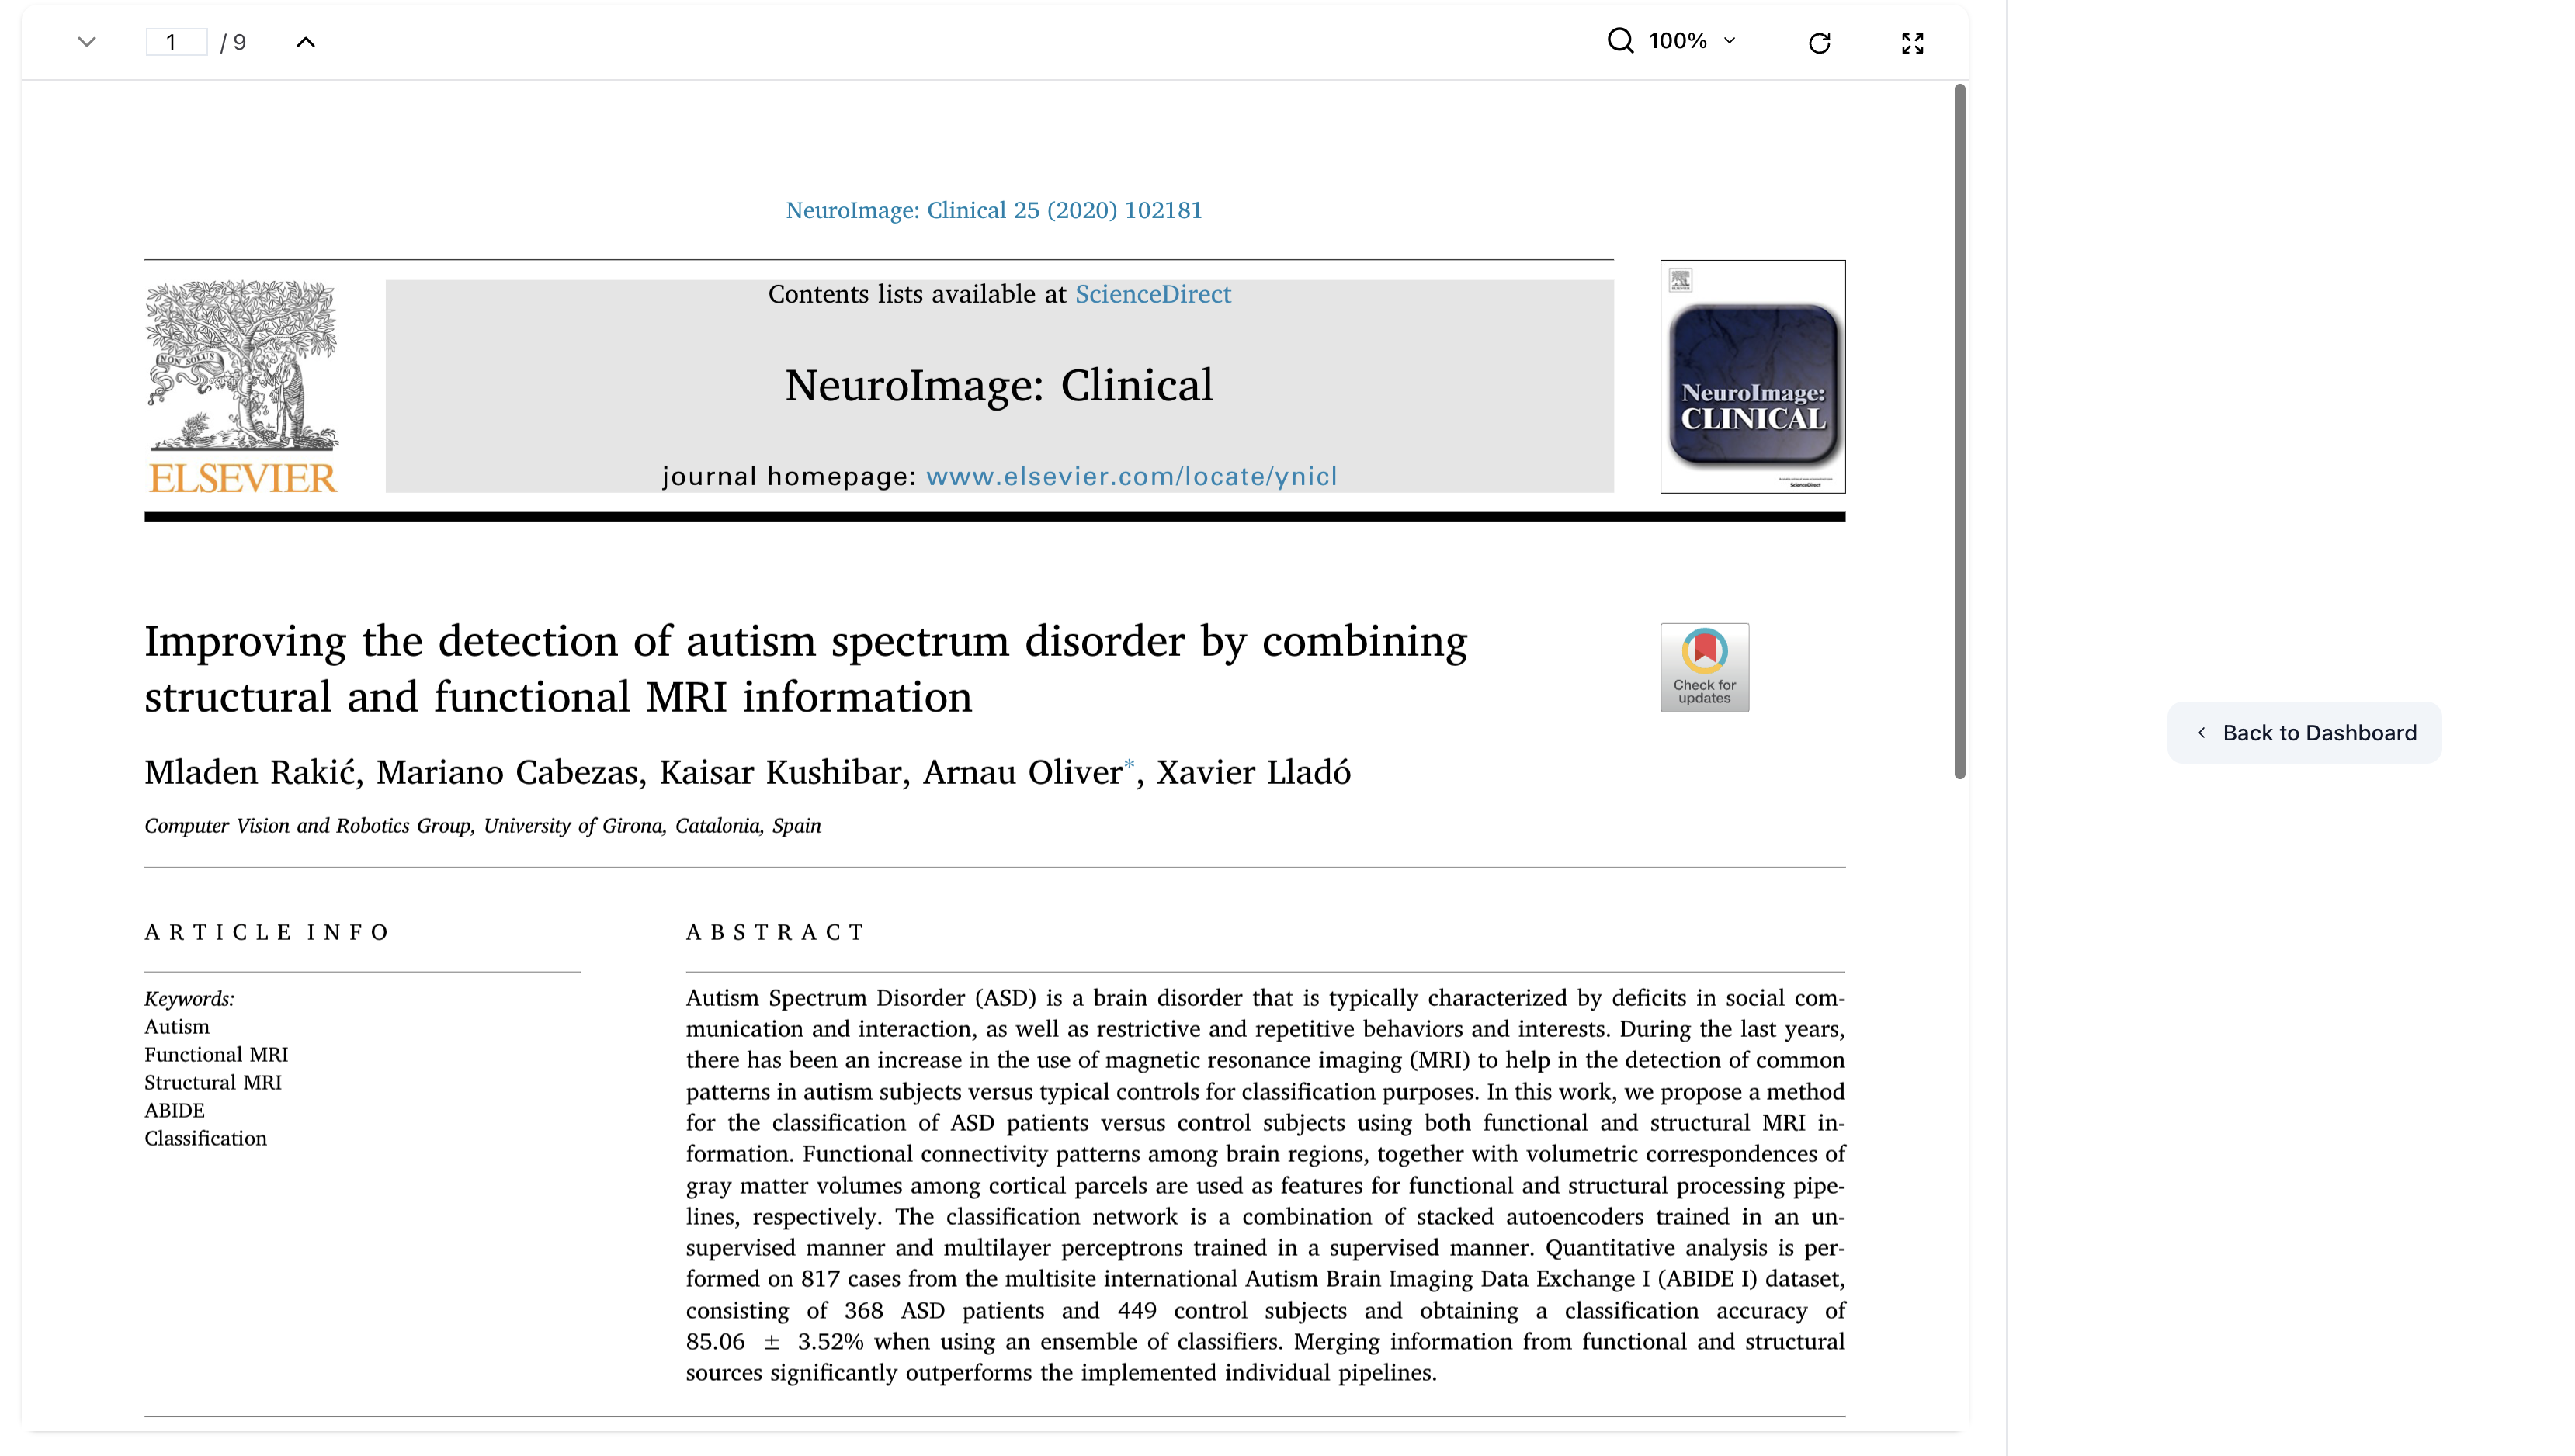 1 / 9
100%
NeuroImage: Clinical 25 (2020) 102181
NON SOLUS
ELSEVIER
Contents lists available at ScienceDirect
NeuroImage: Clinical
journal homepage: www.elsevier.com/locate/ynicl
NeuroImage:
CLINICAL
ScienceDirect
Improving the detection of autism spectrum disorder by combining
structural and functional MRI information
Check for
updates
Mladen Rakić, Mariano Cabezas, Kaisar Kushibar, Arnau Oliver*, Xavier Lladó
Computer Vision and Robotics Group, University of Girona, Catalonia, Spain
ARTICLE INFO
Keywords:
Autism
Functional MRI
Structural MRI
ABIDE
Classification
ABSTRACT
Autism Spectrum Disorder (ASD) is a brain disorder that is typically characterized by deficits in social com-
munication and interaction, as well as restrictive and repetitive behaviors and interests. During the last years,
there has been an increase in the use of magnetic resonance imaging (MRI) to help in the detection of common
patterns in autism subjects versus typical controls for classification purposes. In this work, we propose a method
for the classification of ASD patients versus control subjects using both functional and structural MRI in-
formation. Functional connectivity patterns among brain regions, together with volumetric correspondences of
gray matter volumes among cortical parcels are used as features for functional and structural processing pipe-
lines, respectively. The classification network is a combination of stacked autoencoders trained in an un-
supervised manner and multilayer perceptrons trained in a supervised manner. Quantitative analysis is per-
formed on 817 cases from the multisite international Autism Brain Imaging Data Exchange I (ABIDE I) dataset,
consisting of 368 ASD patients and 449 control subjects and obtaining a classification accuracy of
85.06 ± 3.52% when using an ensemble of classifiers. Merging information from functional and structural
sources significantly outperforms the implemented individual pipelines.
Back to Dashboard